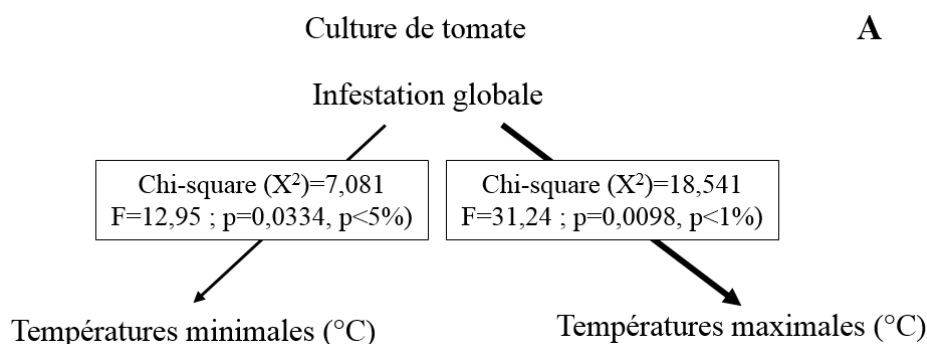 Culture de tomate
A
Infestation globale
Chi-square (X²)=7,081
F=12,95 ; p=0,0334, p<5%)
Chi-square (X²)=18,541
F=31,24 ; p=0,0098, p<1%)
Températures minimales (°C)
Températures maximales (°C)